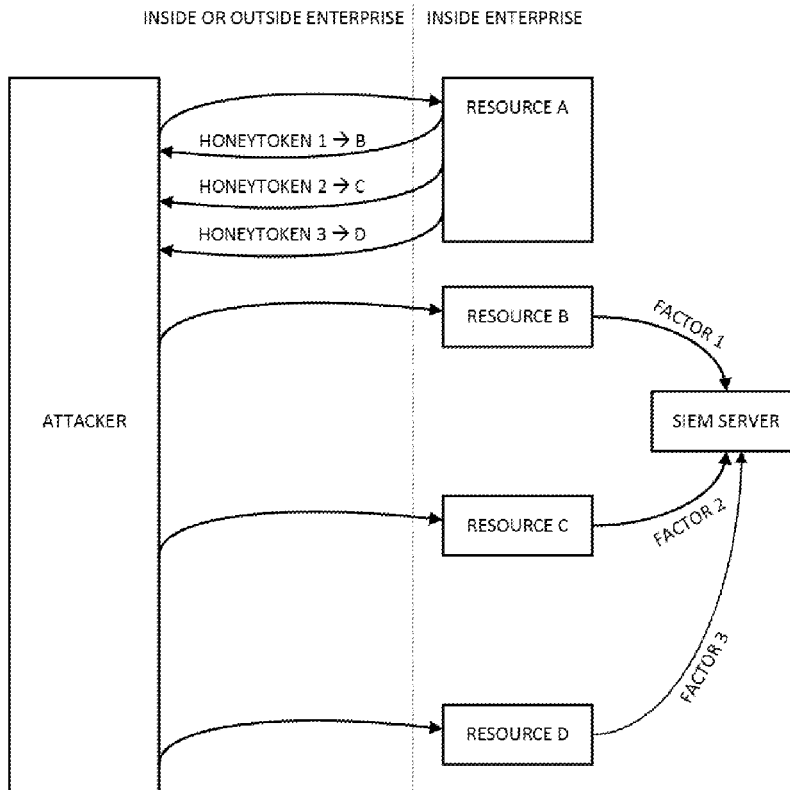 INSIDE OR OUTSIDE ENTERPRISE
INSIDE ENTERPRISE
RESOURCE A
HONEYTOKEN 1 → B
HONEYTOKEN 2 → C
HONEYTOKEN 3 → D
RESOURCE B
FACTOR 1
ATTACKER
SIEM SERVER
RESOURCE C
FACTOR 2
FACTOR 3
RESOURCE D